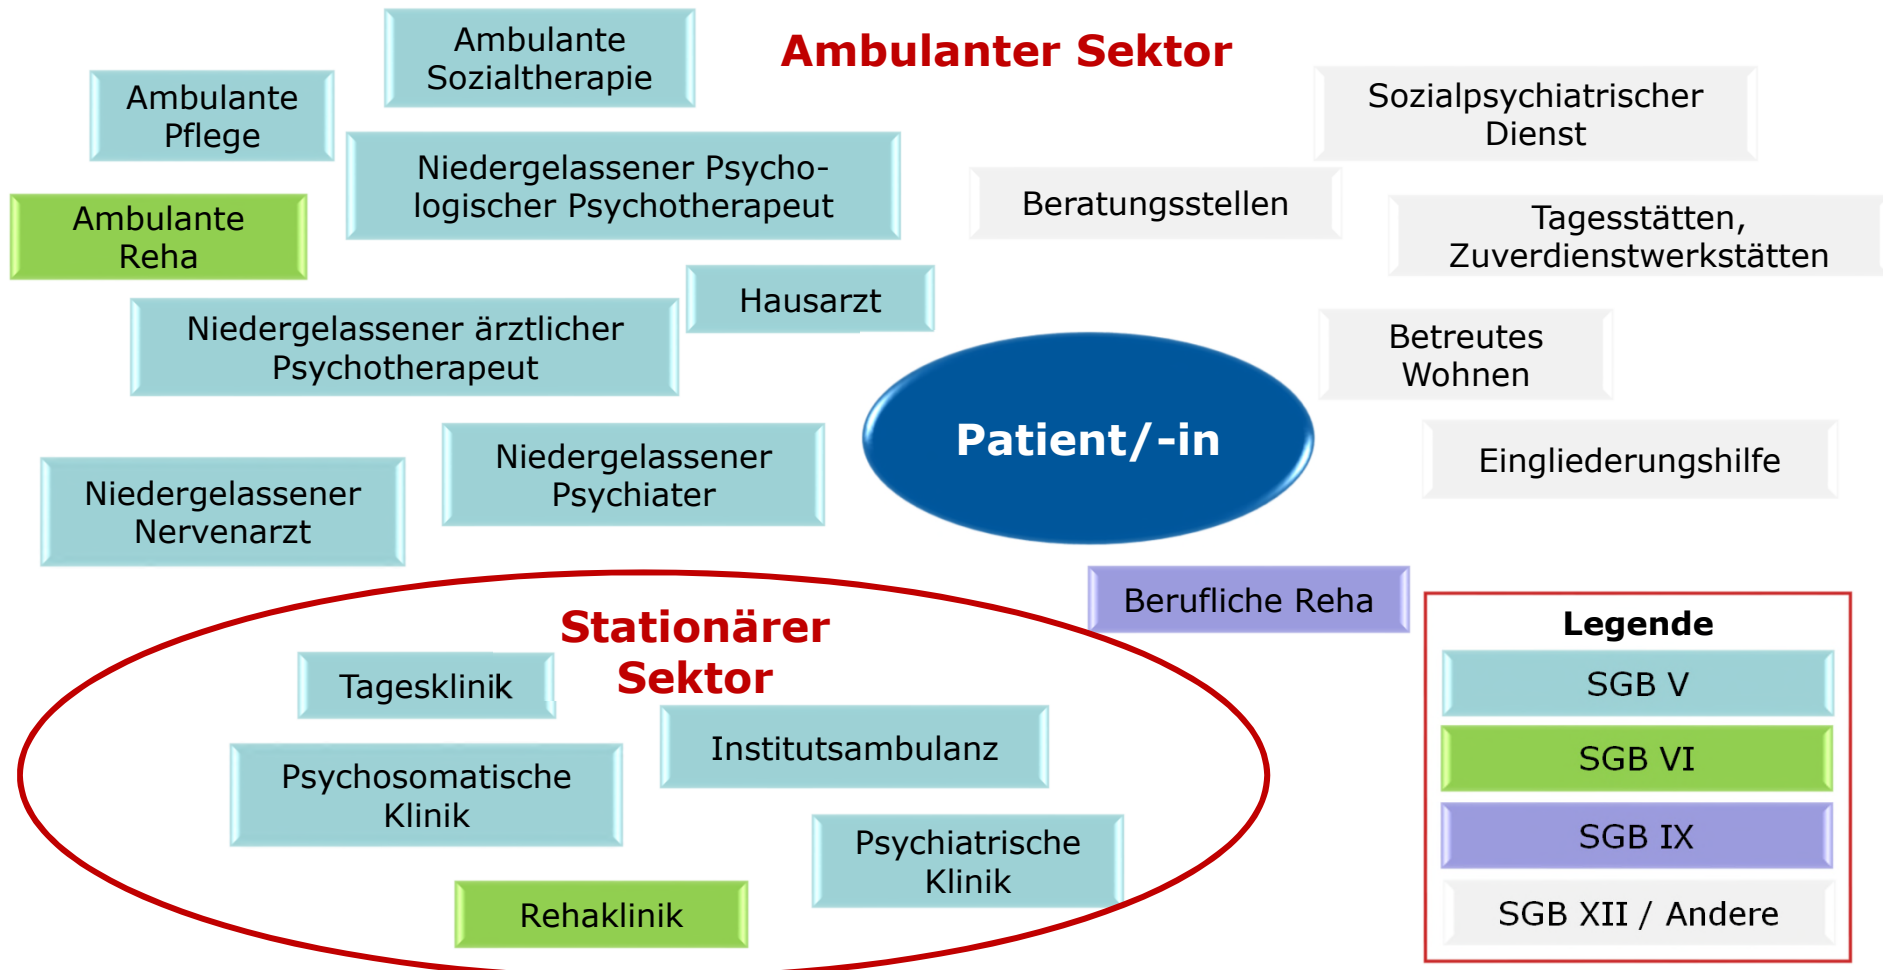 Ambulante
Sozialtherapie
Ambulanter Sektor
Ambulante
Pflege
Sozialpsychiatrischer
Dienst
Niedergelassener Psycho-
logischer Psychotherapeut
Beratungsstellen
Ambulante
Reha
Tagesstätten,
Zuverdienstwerkstätten
Hausarzt
Niedergelassener ärztlicher
Psychotherapeut
Betreutes
Wohnen
Patient/-in
Niedergelassener
Psychiater
Eingliederungshilfe
Niedergelassener
Nervenarzt
Berufliche Reha
Stationärer
Sektor
Tagesklinik
Institutsambulanz
Psychosomatische
Klinik
Psychiatrische
Klinik
Rehaklinik
Legende
SGB V
SGB VI
SGB IX
SGB XII / Andere